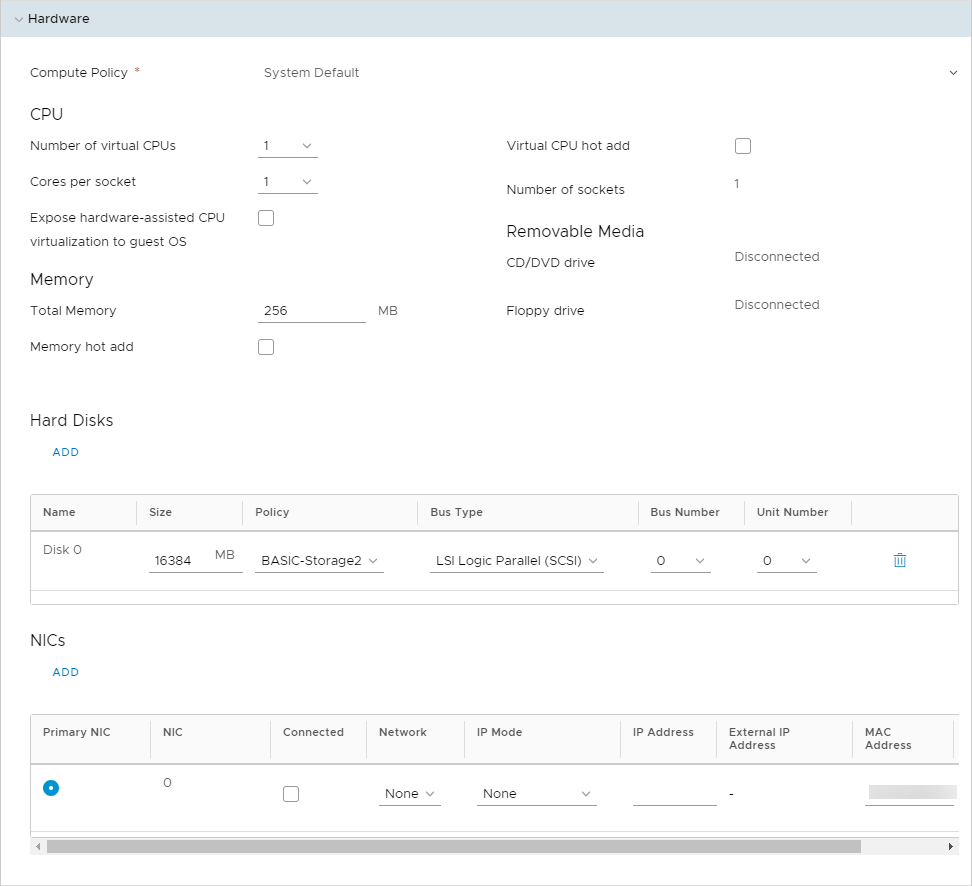 Hardware
Compute Policy * System Default
CPU
Number of virtual CPUs 1
Cores per socket 1
Expose hardware-assisted CPU
virtualization to guest OS
Virtual CPU hot add
Number of sockets 1
Removable Media
CD/DVD drive Disconnected
Floppy drive Disconnected
Memory
Total Memory 256 MB
Memory hot add
Hard Disks
ADD
Name Size Policy Bus Type Bus Number Unit Number
Disk 0 16384 MB BASIC-Storage2 LSI Logic Parallel (SCSI) 0 0
NICs
ADD
Primary NIC NIC Connected Network IP Mode IP Address External IP Address MAC Address
0 None None -